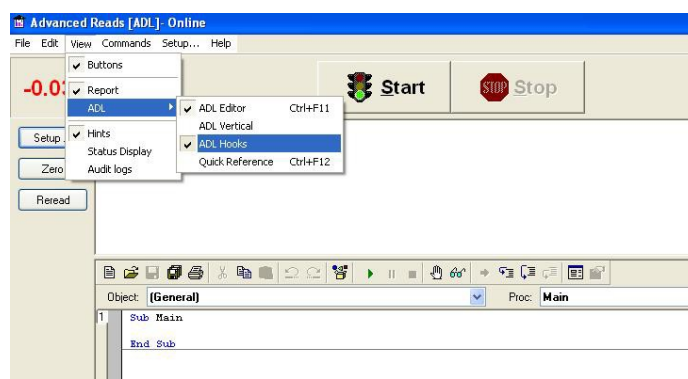 Advanced Reads [ADL]- Online
File Edit View Commands Setup... Help
Buttons
Report
ADL
Hints
Status Display
Audit logs
ADL Editor Ctrl+F11
ADL Vertical
ADL Hooks
Quick Reference Ctrl+F12
Start
STOP Stop
Setup
Zero
Reread
Object: (General)
Proc: Main
1 Sub Main
End Sub